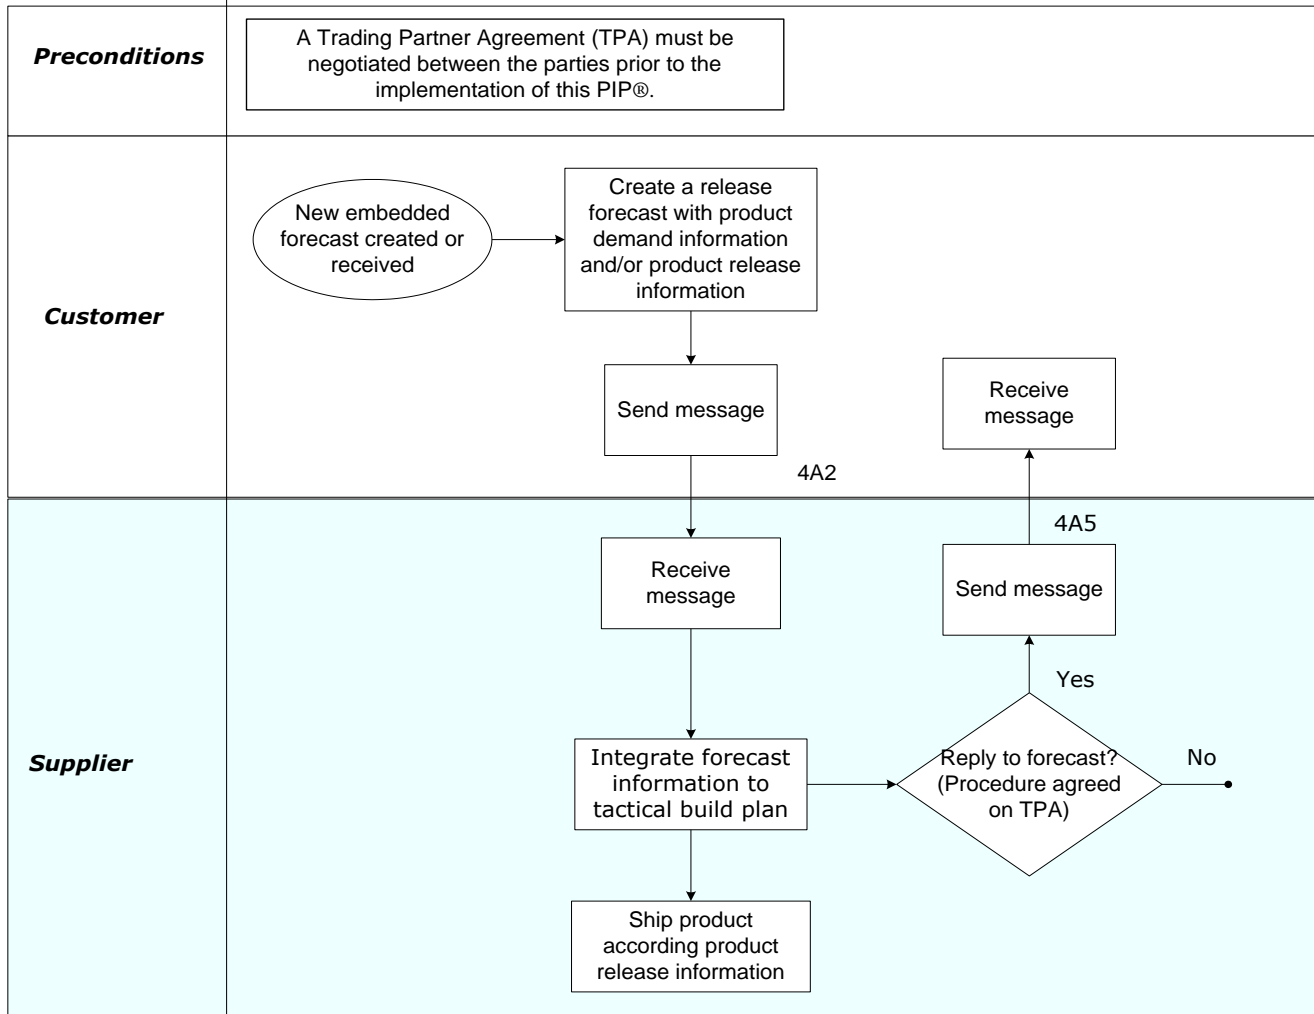 Preconditions
A Trading Partner Agreement (TPA) must be
negotiated between the parties prior to the
implementation of this PIP®.
Customer
New embedded
forecast created or
received
Create a release
forecast with product
demand information
and/or product release
information
Send message
4A2
Receive
message
Supplier
Receive
message
4A5
Send message
Integrate forecast
information to
tactical build plan
Reply to forecast?
(Procedure agreed
on TPA)
Yes
No
Ship product
according product
release information